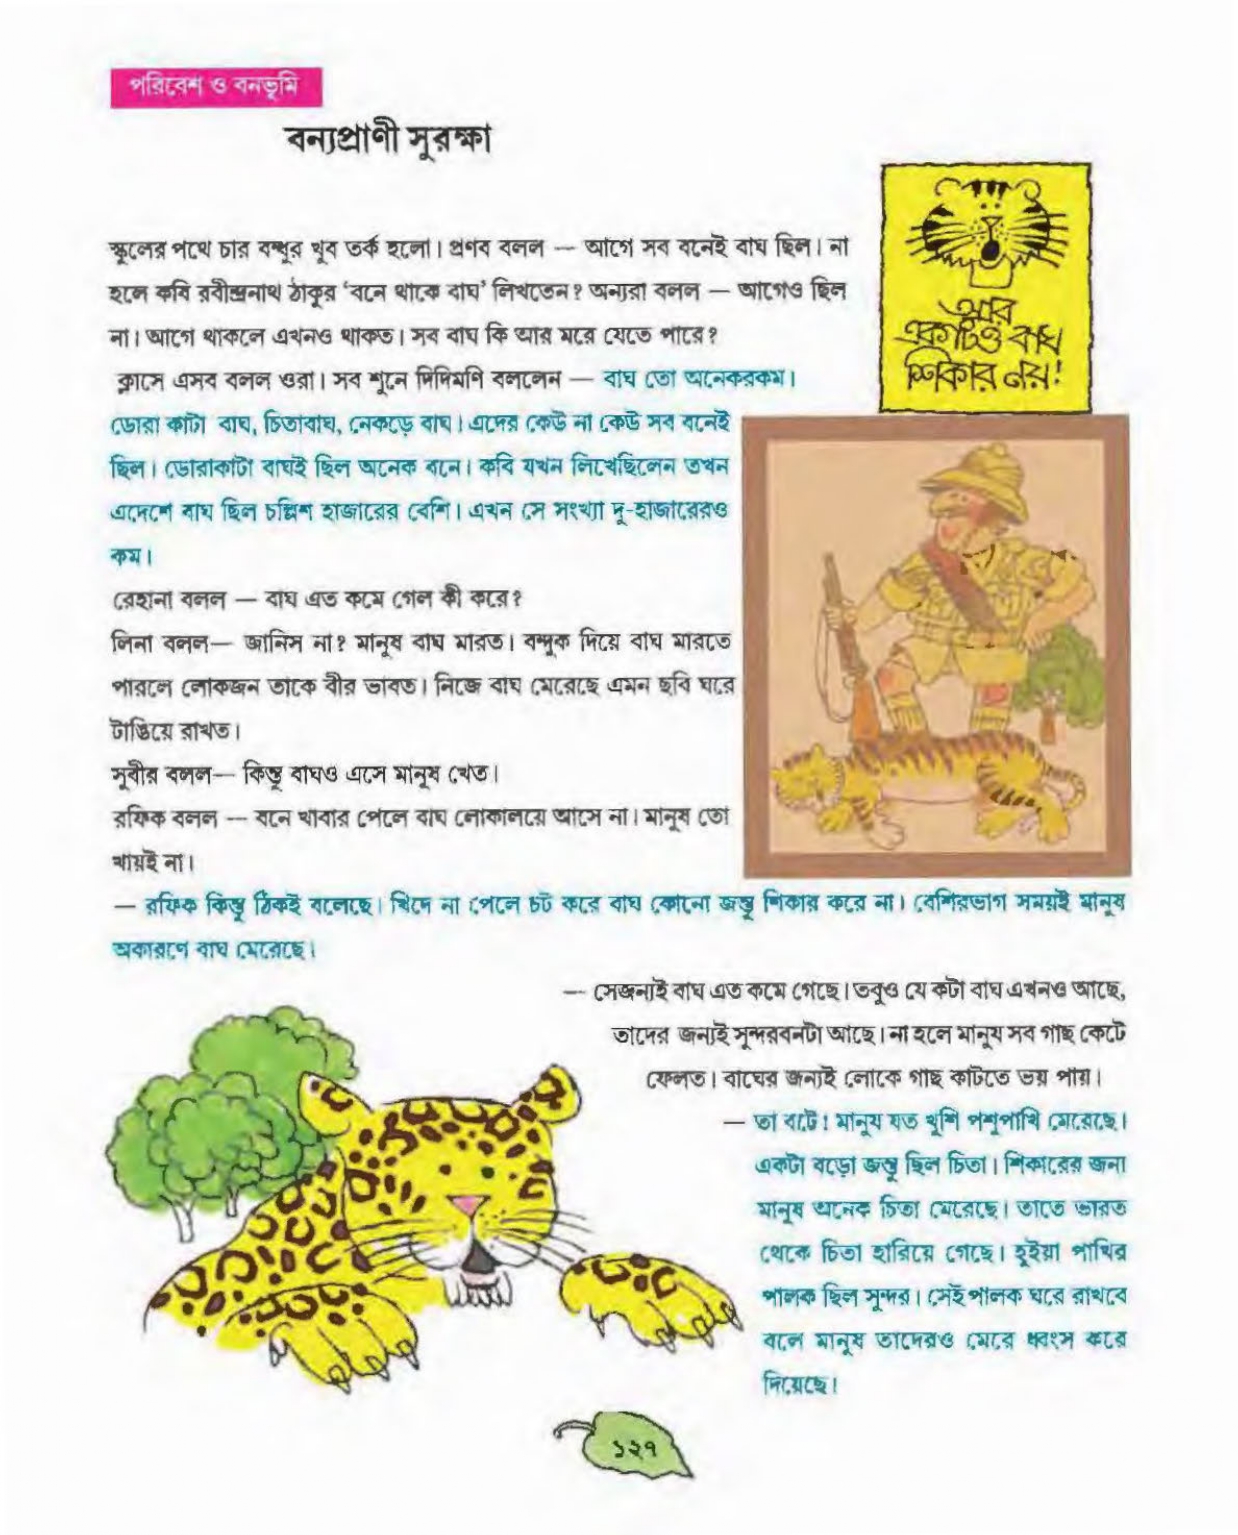 পরিবেশ ও বনভূমি
বন্যপ্রাণী সুরক্ষা
আর
একটিও বাঘ
শিকার নয়!
স্কুলের পথে চার বন্ধুর খুব তর্ক হলো। প্রণব বলল — আগে সব বনেই বাঘ ছিল। না
হলে কবি রবীন্দ্রনাথ ঠাকুর ‘বনে থাকে বাঘ’ লিখতেন? অন্যরা বলল — আগেও ছিল
না। আগে থাকলে এখনও থাকত। সব বাঘ কি আর মরে যেতে পারে?
ক্লাসে এসব বলল ওরা। সব শুনে দিদিমণি বললেন — বাঘ তো অনেকরকম।
ডোরা কাটা বাঘ, চিতাবাঘ, নেকড়ে বাঘ। এদের কেউ না কেউ সব বনেই
ছিল। ডোরাকাটা বাঘই ছিল অনেক বনে। কবি যখন লিখেছিলেন তখন
এদেশে বাঘ ছিল চল্লিশ হাজারের বেশি। এখন সে সংখ্যা দু-হাজারেরও
কম।
রেহানা বলল — বাঘ এত কমে গেল কী করে?
লিনা বলল— জানিস না? মানুষ বাঘ মারত। বন্দুক দিয়ে বাঘ মারতে
পারলে লোকজন তাকে বীর ভাবত। নিজে বাঘ মেরেছে এমন ছবি ঘরে
টাঙিয়ে রাখত।
সুবীর বলল— কিন্তু বাঘও এসে মানুষ খেত।
রফিক বলল — বনে খাবার পেলে বাঘ লোকালয়ে আসে না। মানুষ তো
খায়ই না।
— রফিক কিন্তু ঠিকই বলেছে। খিদে না পেলে চট করে বাঘ কোনো জন্তু শিকার করে না। বেশিরভাগ সময়ই মানুষ
অকারণে বাঘ মেরেছে।
— সেজন্যই বাঘ এত কমে গেছে। তবুও যে কটা বাঘ এখনও আছে,
তাদের জন্যই সুন্দরবনটা আছে। না হলে মানুষ সব গাছ কেটে
ফেলত। বাঘের জন্যই লোকে গাছ কাটতে ভয় পায়।
— তা বটে! মানুষ যত খুশি পশুপাখি মেরেছে।
একটা বড়ো জন্তু ছিল চিতা। শিকারের জন্য
মানুষ অনেক চিতা মেরেছে। তাতে ভারত
থেকে চিতা হারিয়ে গেছে। হুইয়া পাখির
পালক ছিল সুন্দর। সেই পালক ঘরে রাখবে
বলে মানুষ তাদেরও মেরে ধ্বংস করে
দিয়েছে।
১২৭